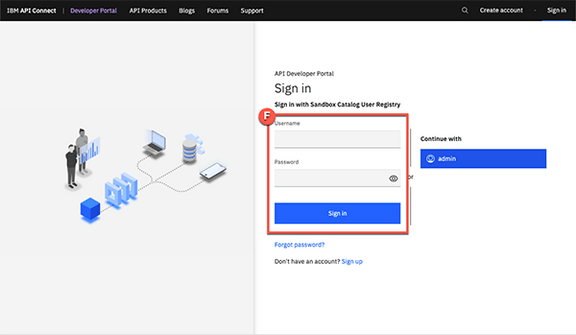 IBM API Connect | Developer Portal API Products Blogs Forums Support Create account Sign in
API Developer Portal
Sign in
Sign in with Sandbox Catalog User Registry
F
Username
Password
Sign in
or
Continue with
admin
Forgot password?
Don't have an account? Sign up